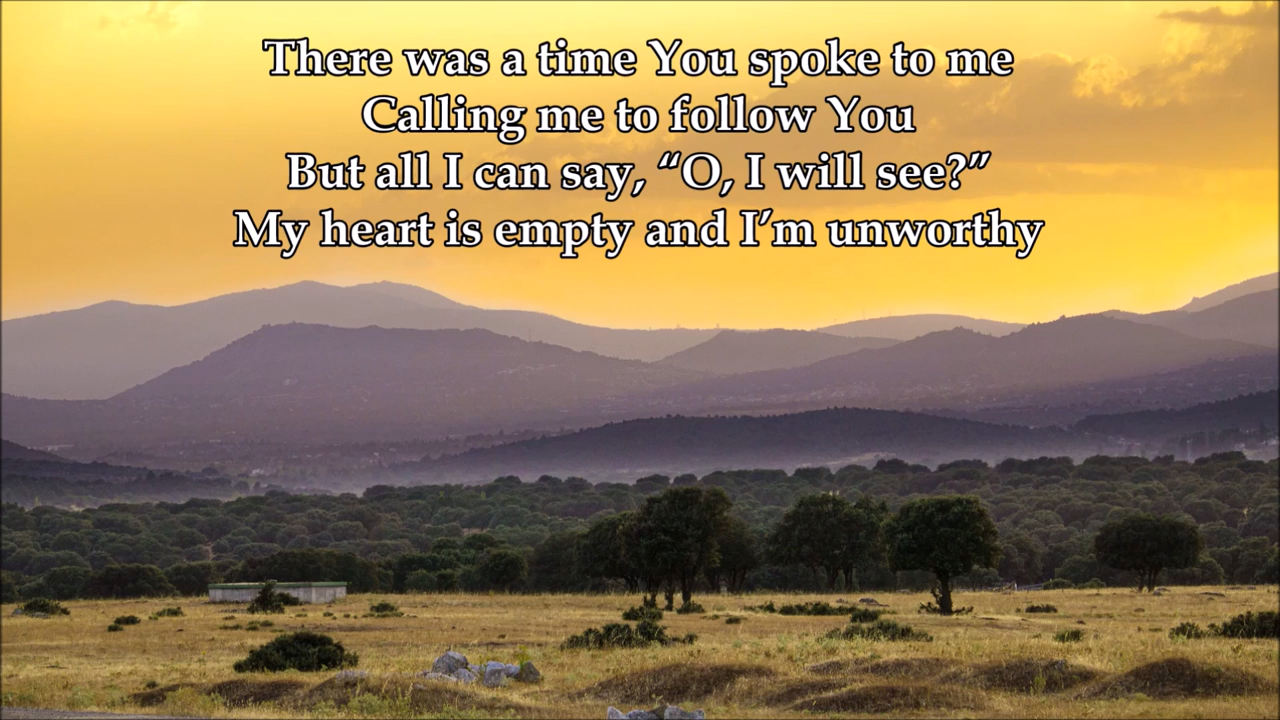 There was a time You spoke to me
Calling me to follow You
But all I can say, “O, I will see?”
My heart is empty and I’m unworthy